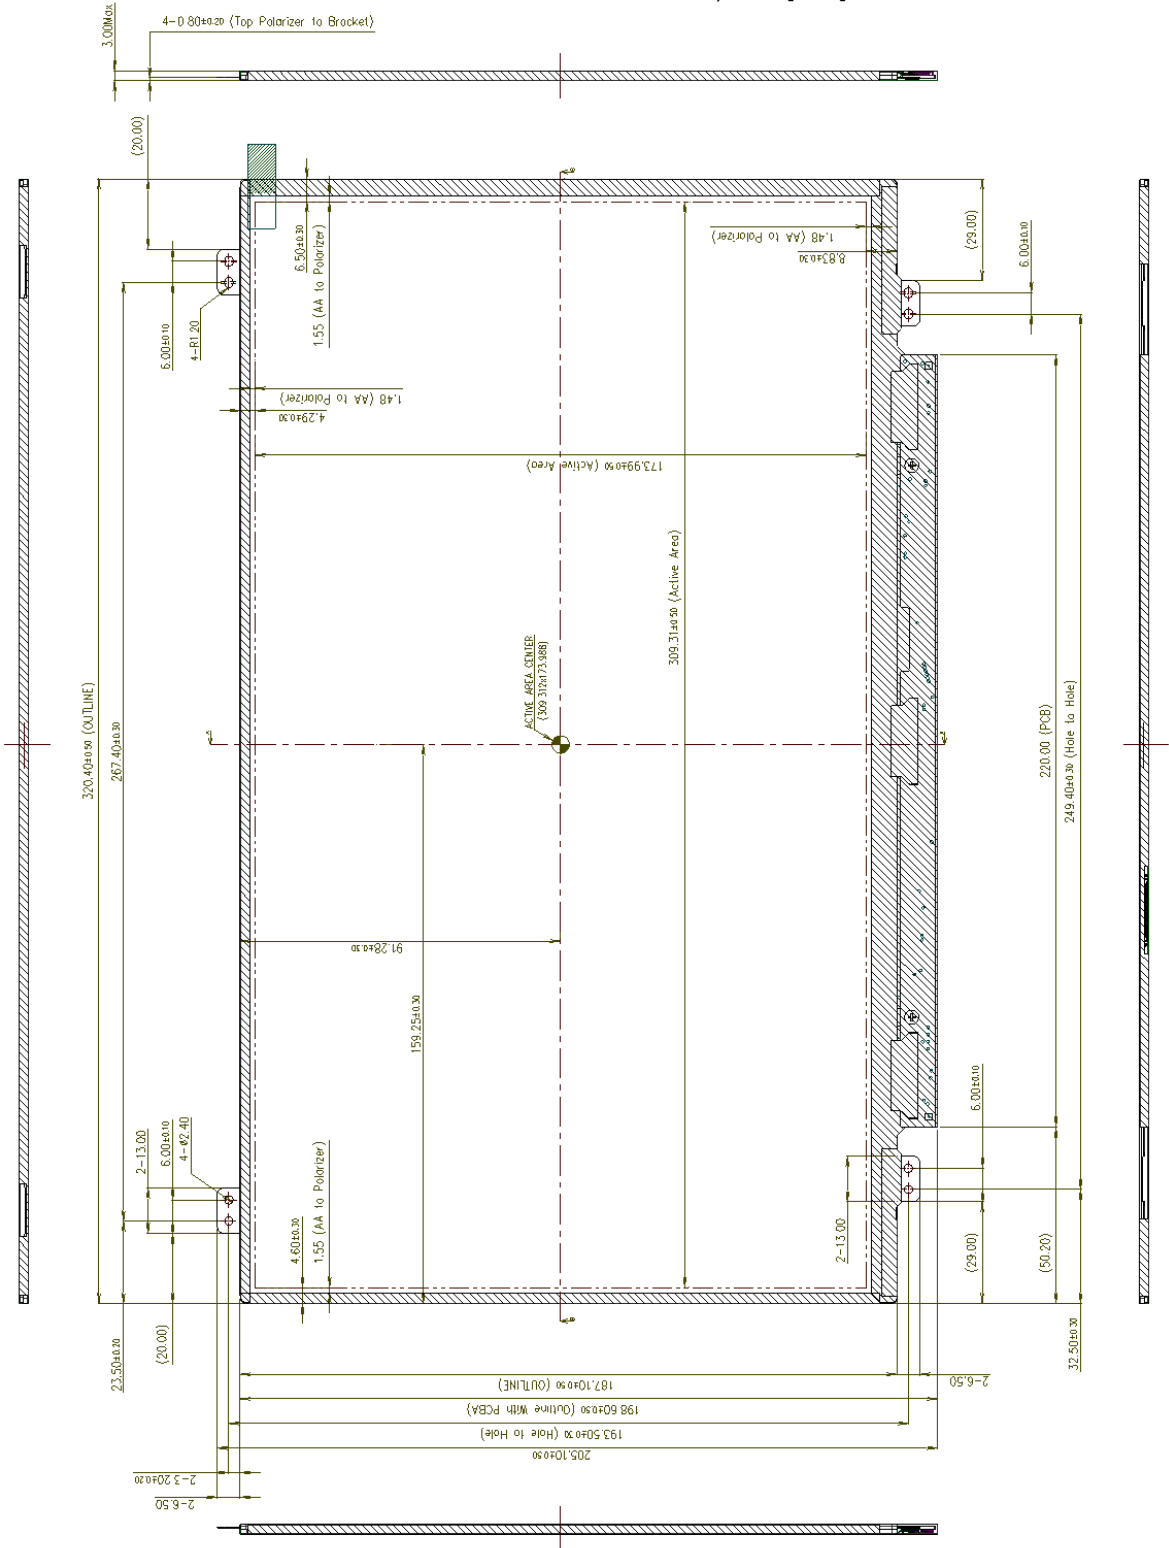 3.00Max
4-0.80±0.20 (Top Polarizer to Bracket)
(20.00)
6.50±0.30
1.55 (AA to Polarizer)
1.48 (AA to Polarizer)
8.83±0.30
(29.00)
6.00±0.10
6.00±0.10
4-R1.20
1.48 (AA to Polarizer)
4.29±0.30
173.99±0.50 (Active Area)
309.31±0.50 (Active Area)
ACTIVE AREA CENTER
(309.312x173.988)
320.40±0.50 (OUTLINE)
267.40±0.30
220.00 (PCB)
249.40±0.30 (Hole to Hole)
91.28±0.30
159.25±0.30
2-13.00
6.00±0.10
4-ø2.40
4.60±0.30
1.55 (AA to Polarizer)
6.00±0.10
2-13.00
(29.00)
(50.20)
23.50±0.20
(20.00)
32.50±0.30
187.10±0.50 (OUTLINE)
2-6.50
198.60±0.50 (Outline With PCBA)
193.50±0.30 (Hole to Hole)
205.10±0.50
2-3.20±0.20
2-6.50